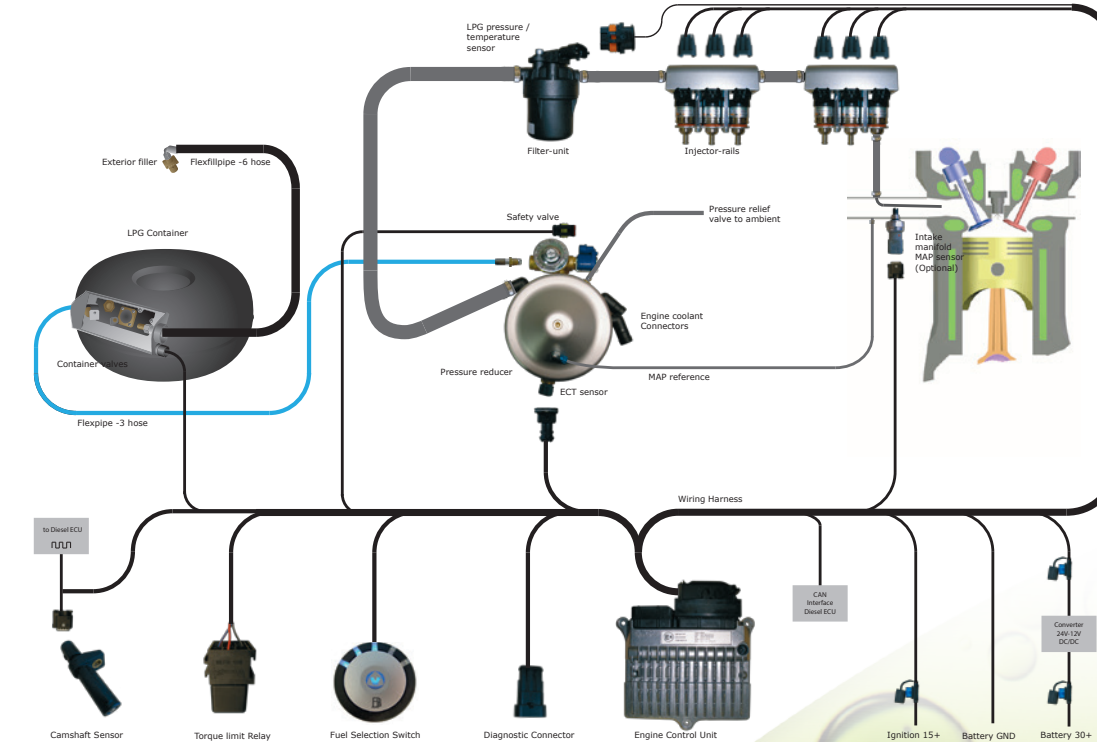 LPG pressure /
temperature
sensor
Filter-unit
Injector-rails
Exterior filler
Flexfillpipe -6 hose
LPG Container
Safety valve
Pressure relief
valve to ambient
Intake
manifold
MAP sensor
(Optional)
Engine coolant
Connectors
Container valves
Pressure reducer
MAP reference
ECT sensor
Flexpipe -3 hose
Wiring Harness
to Diesel ECU
CAN
Interface
Diesel ECU
Converter
24V-12V
DC/DC
Camshaft Sensor
Torque limit Relay
Fuel Selection Switch
Diagnostic Connector
Engine Control Unit
Ignition 15+
Battery GND
Battery 30+